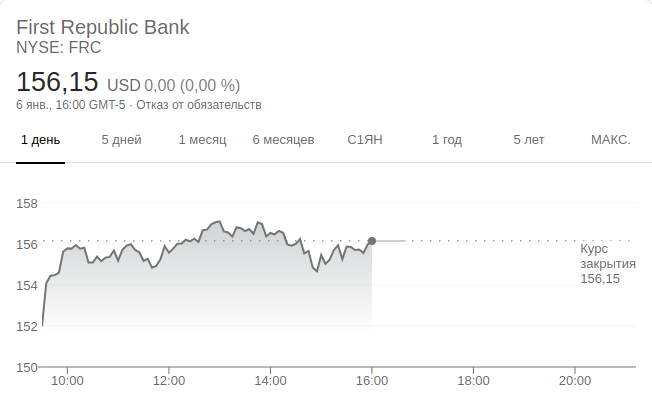 First Republic Bank
NYSE: FRC
156,15 USD 0,00 (0,00 %)
6 янв., 16:00 GMT-5 · Отказ от обязательств
1 день 5 дней 1 месяц 6 месяцев С1ЯН 1 год 5 лет МАКС.
158
156
154
152
150
Курс
закрытия
156,15
10:00 12:00 14:00 16:00 18:00 20:00